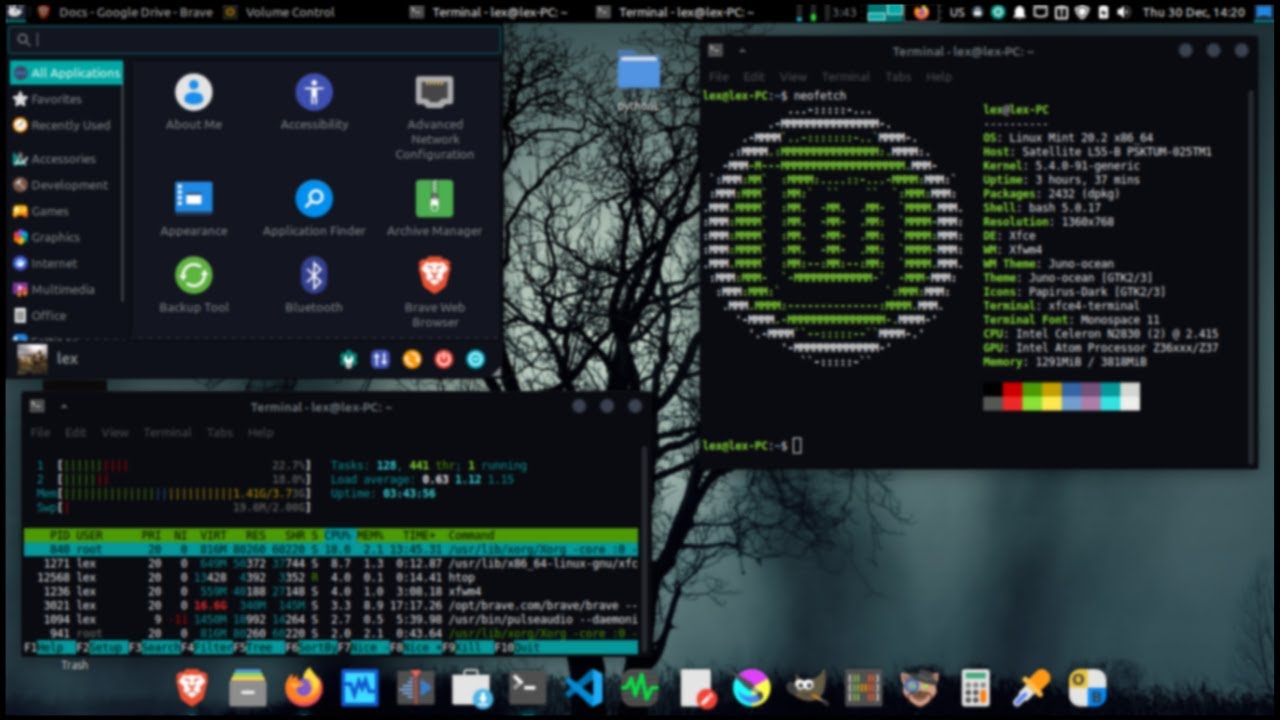 Docs - Google Drive - Brave
Volume Control
Terminal - lex@lex-PC: ~
Terminal - lex@lex-PC: ~
3:43
US
Thu 30 Dec, 14:20
All Applications
Favorites
Recently Used
Accessories
Development
Games
Graphics
Internet
Multimedia
Office
About Me
Accessibility
Advanced
Network
Configuration
Appearance
Application Finder
Archive Manager
Backup Tool
Bluetooth
Brave Web
Browser
lex
Terminal - lex@lex-PC: ~
File Edit View Terminal Tabs Help
lex@lex-PC:~$ neofetch
lex@lex-PC
-----------
OS: Linux Mint 20.2 x86_64
Host: Satellite L55-B PSKTUM-025TM1
Kernel: 5.4.0-91-generic
Uptime: 3 hours, 37 mins
Packages: 2432 (dpkg)
Shell: bash 5.0.17
Resolution: 1360x768
DE: Xfce
WM: Xfwm4
WM Theme: Juno-ocean
Theme: Juno-ocean [GTK2/3]
Icons: Papirus-Dark [GTK2/3]
Terminal: xfce4-terminal
Terminal Font: Monospace 11
CPU: Intel Celeron N2830 (2) @ 2.415
GPU: Intel Atom Processor Z36xxx/Z37
Memory: 1291MiB / 3818MiB
lex@lex-PC:~$
Terminal - lex@lex-PC: ~
File Edit View Terminal Tabs Help
1 [ 22.7%] Tasks: 128, 441 thr; 1 running
2 [ 18.0%] Load average: 0.63 1.12 1.15
Mem[ 1.41G/3.73G] Uptime: 03:43:56
Swp[ 19.6M/2.00G]
PID USER PRI NI VIRT RES SHR S CPU% MEM% TIME+ Command
840 root 20 0 816M 80260 60220 S 18.0 2.1 13:45.31 /usr/lib/xorg/Xorg -core :0
1271 lex 20 0 649M 50372 37744 S 8.7 1.3 0:12.87 /usr/lib/x86_64-linux-gnu/xfc
12568 lex 20 0 13428 4392 3352 R 4.0 0.1 0:14.41 htop
1236 lex 20 0 559M 40188 27148 S 4.0 1.0 3:08.18 xfwm4
3021 lex 20 0 16.6G 340M 145M S 3.3 8.9 17:17.26 /opt/brave.com/brave/brave --
1094 lex 9 -11 1450M 18992 14264 S 2.7 0.5 5:39.98 /usr/bin/pulseaudio --daemoni
941 root 20 0 816M 80260 60220 S 2.0 2.1 0:43.64 /usr/lib/xorg/Xorg -core :0
F1Help F2Setup F3Search F4Filter F5Tree F6SortBy F7Nice - F8Nice + F9Kill F10Quit
Trash